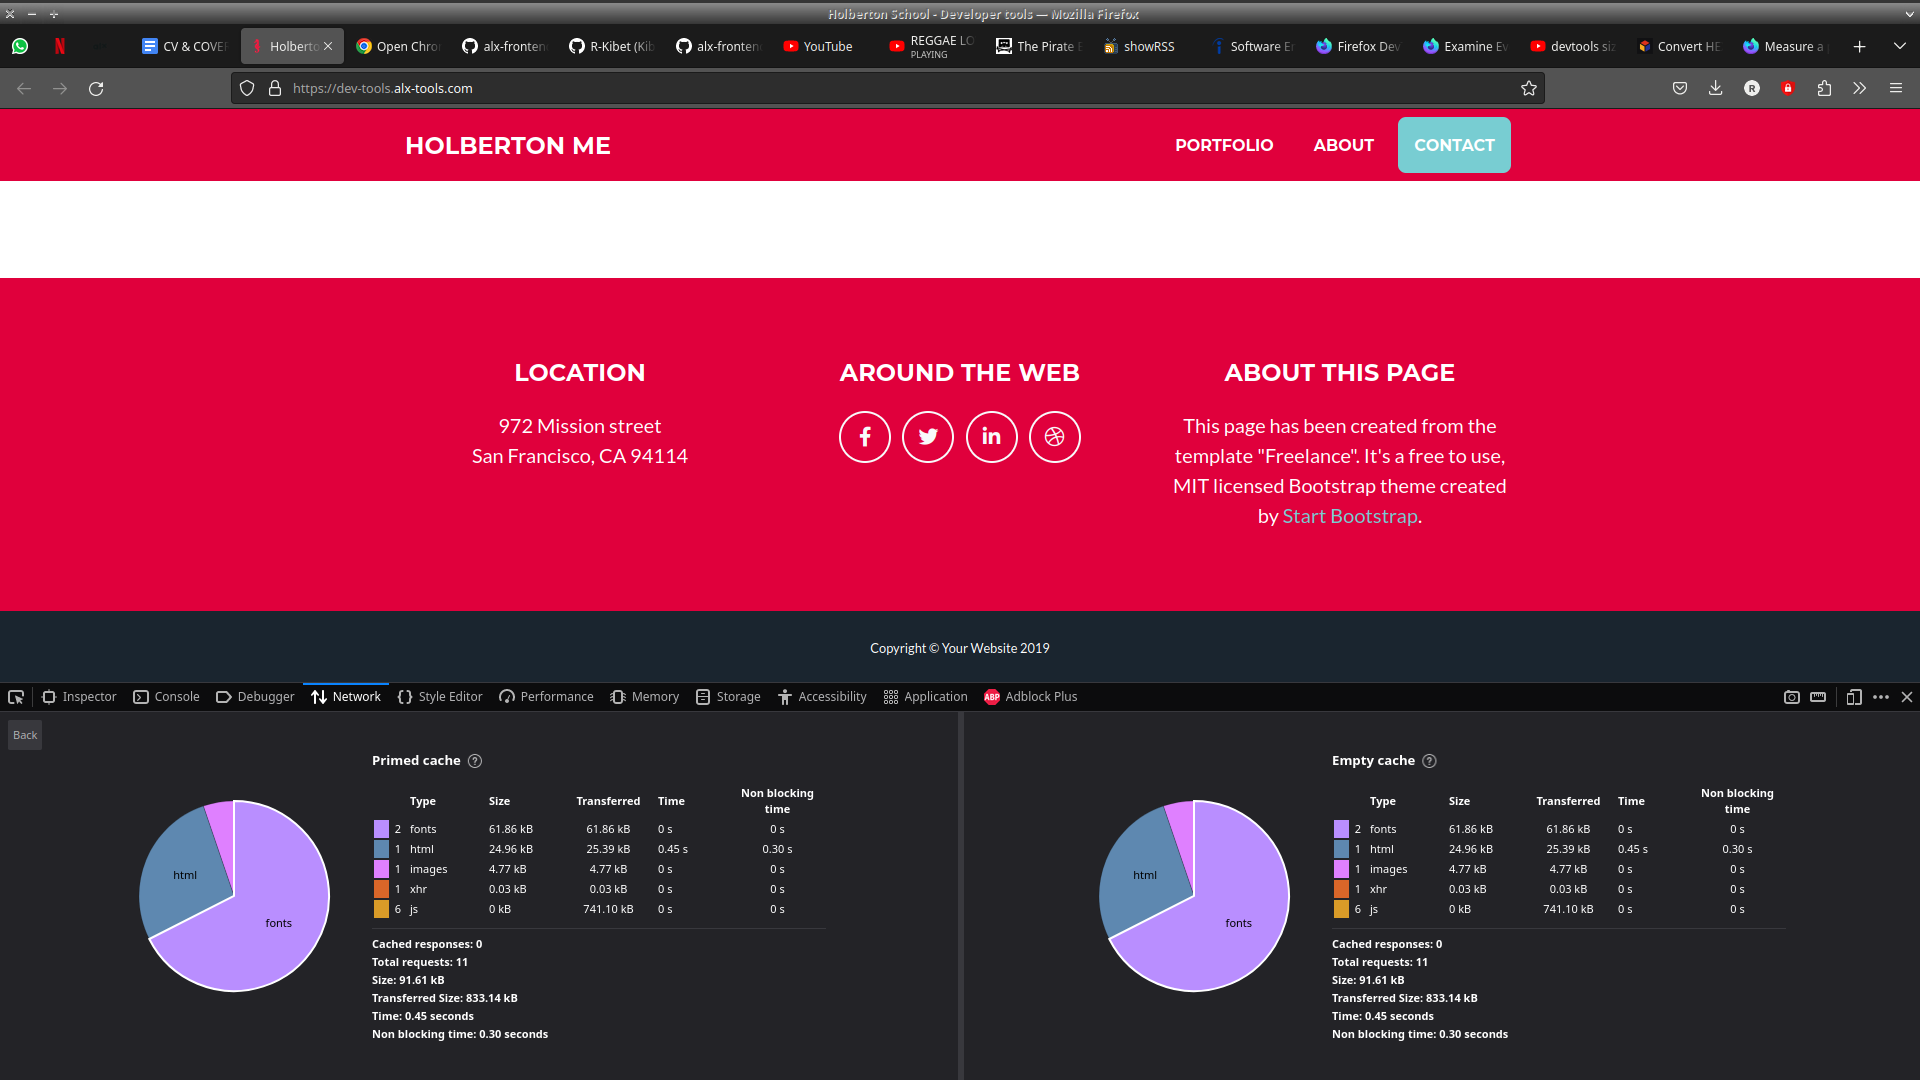 Holberton School - Developer tools — Mozilla Firefox
CV & COVE
Holberto
Open Chro
alx-fronten
R-Kibet (Kib
alx-fronten
YouTube
REGGAE LO
PLAYING
The Pirate
showRSS
Software E
Firefox Dev
Examine Ev
devtools siz
Convert HE
Measure a
https://dev-tools.alx-tools.com
HOLBERTON ME
PORTFOLIO
ABOUT
CONTACT
LOCATION
972 Mission street
San Francisco, CA 94114
AROUND THE WEB
ABOUT THIS PAGE
This page has been created from the
template "Freelance". It's a free to use,
MIT licensed Bootstrap theme created
by Start Bootstrap.
Copyright © Your Website 2019
Inspector
Console
Debugger
Network
Style Editor
Performance
Memory
Storage
Accessibility
Application
ABP Adblock Plus
Back
Primed cache ?
Type Size Transferred Time Non blocking time
2 fonts 61.86 kB 61.86 kB 0 s 0 s
1 html 24.96 kB 25.39 kB 0.45 s 0.30 s
1 images 4.77 kB 4.77 kB 0 s 0 s
1 xhr 0.03 kB 0.03 kB 0 s 0 s
6 js 0 kB 741.10 kB 0 s 0 s
Cached responses: 0
Total requests: 11
Size: 91.61 kB
Transferred Size: 833.14 kB
Time: 0.45 seconds
Non blocking time: 0.30 seconds
html
fonts
Empty cache ?
Type Size Transferred Time Non blocking time
2 fonts 61.86 kB 61.86 kB 0 s 0 s
1 html 24.96 kB 25.39 kB 0.45 s 0.30 s
1 images 4.77 kB 4.77 kB 0 s 0 s
1 xhr 0.03 kB 0.03 kB 0 s 0 s
6 js 0 kB 741.10 kB 0 s 0 s
Cached responses: 0
Total requests: 11
Size: 91.61 kB
Transferred Size: 833.14 kB
Time: 0.45 seconds
Non blocking time: 0.30 seconds
html
fonts